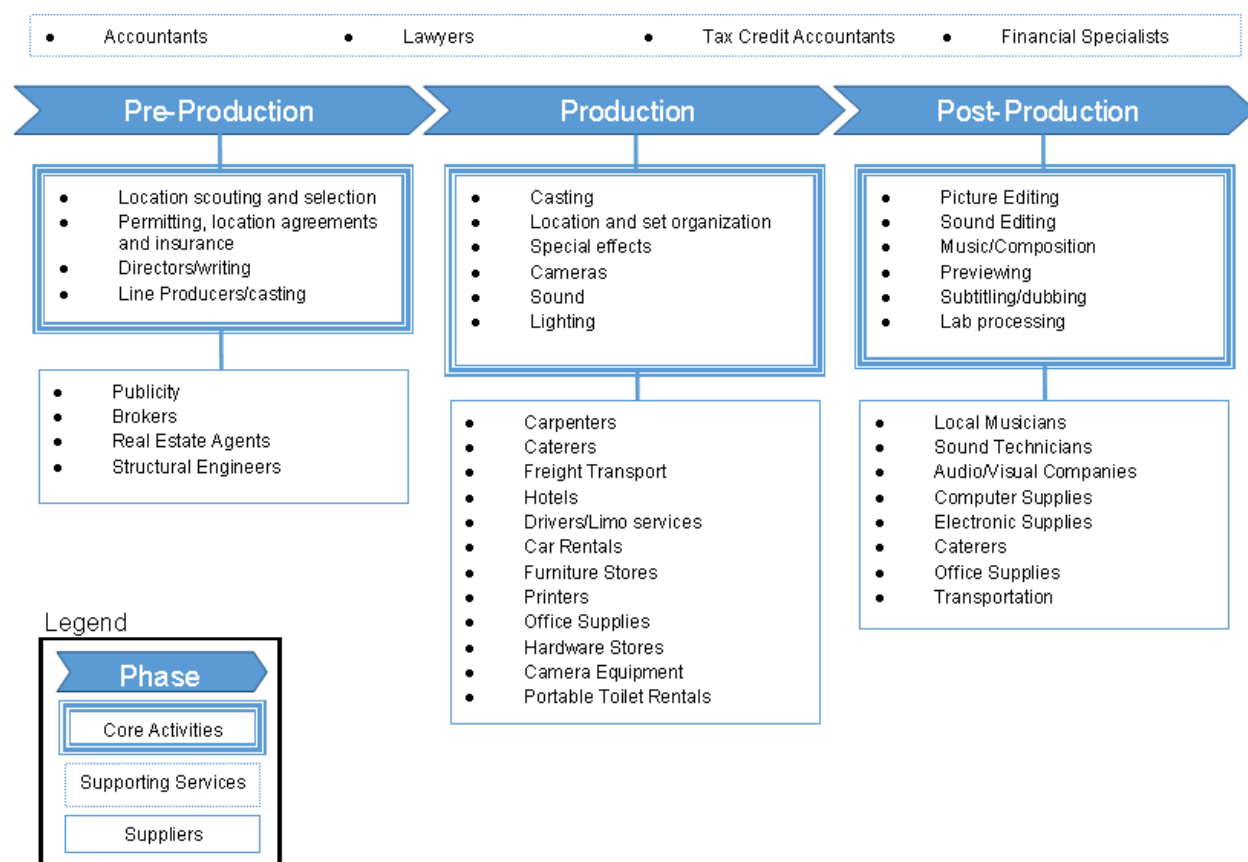 ● Accountants ● Lawyers ● Tax Credit Accountants ● Financial Specialists
Pre-Production
● Location scouting and selection
● Permitting, location agreements
and insurance
● Directors/writing
● Line Producers/casting
● Publicity
● Brokers
● Real Estate Agents
● Structural Engineers
Production
● Casting
● Location and set organization
● Special effects
● Cameras
● Sound
● Lighting
● Carpenters
● Caterers
● Freight Transport
● Hotels
● Drivers/Limo services
● Car Rentals
● Furniture Stores
● Printers
● Office Supplies
● Hardware Stores
● Camera Equipment
● Portable Toilet Rentals
Post-Production
● Picture Editing
● Sound Editing
● Music/Composition
● Previewing
● Subtitling/dubbing
● Lab processing
● Local Musicians
● Sound Technicians
● Audio/Visual Companies
● Computer Supplies
● Electronic Supplies
● Caterers
● Office Supplies
● Transportation
Legend
Phase
Core Activities
Supporting Services
Suppliers